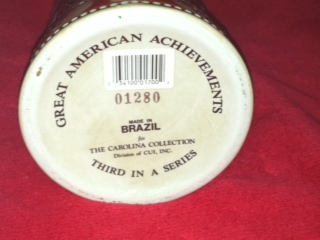 GREAT AMERICAN ACHIEVEMENTS
01280
MADE IN
BRAZIL
for
THE CAROLINA COLLECTION
Division of CUI, INC.
THIRD IN A SERIES